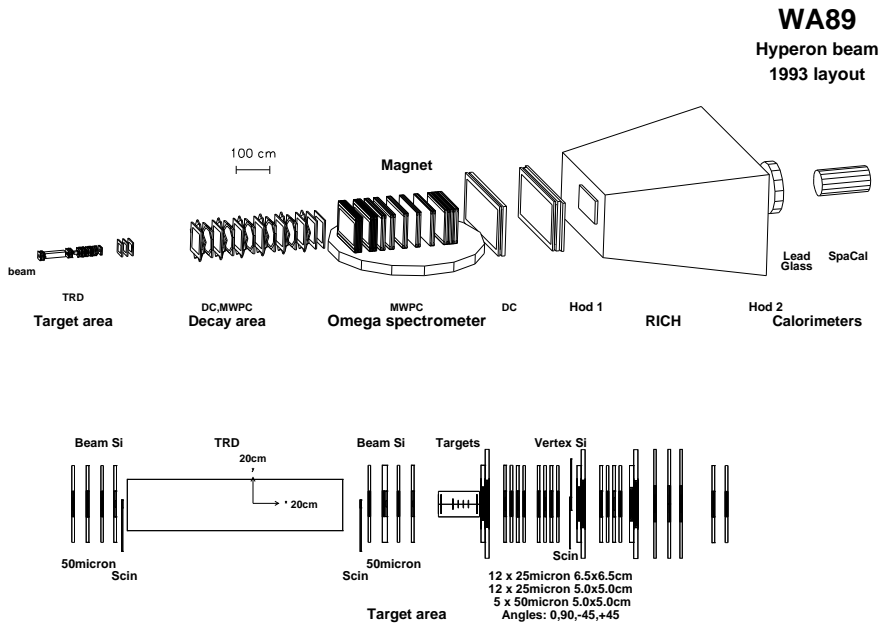 WA89
Hyperon beam
1993 layout
100 cm
Magnet
beam
Lead
Glass
SpaCal
TRD
DC,MWPC
MWPC
DC
Hod 1
Hod 2
Target area
Decay area
Omega spectrometer
RICH
Calorimeters
Beam Si
TRD
Beam Si
Targets
Vertex Si
20cm
20cm
50micron
Scin
Scin
50micron
Scin
12 x 25micron 6.5x6.5cm
12 x 25micron 5.0x5.0cm
5 x 50micron 5.0x5.0cm
Angles: 0,90,-45,+45
Target area